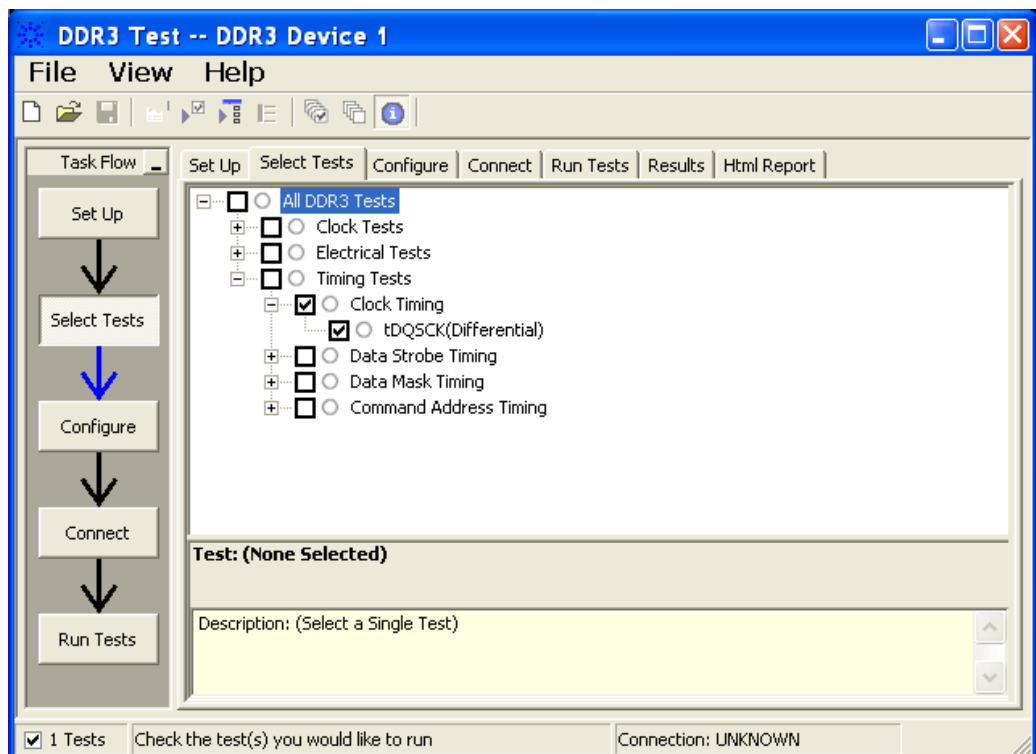 DDR3 Test -- DDR3 Device 1
File View Help
Task Flow
Set Up
Select Tests
Configure
Connect
Run Tests
Set Up Select Tests Configure Connect Run Tests Results Html Report
All DDR3 Tests
Clock Tests
Electrical Tests
Timing Tests
Clock Timing
tDQSCK(Differential)
Data Strobe Timing
Data Mask Timing
Command Address Timing
Test: (None Selected)
Description: (Select a Single Test)
1 Tests Check the test(s) you would like to run Connection: UNKNOWN